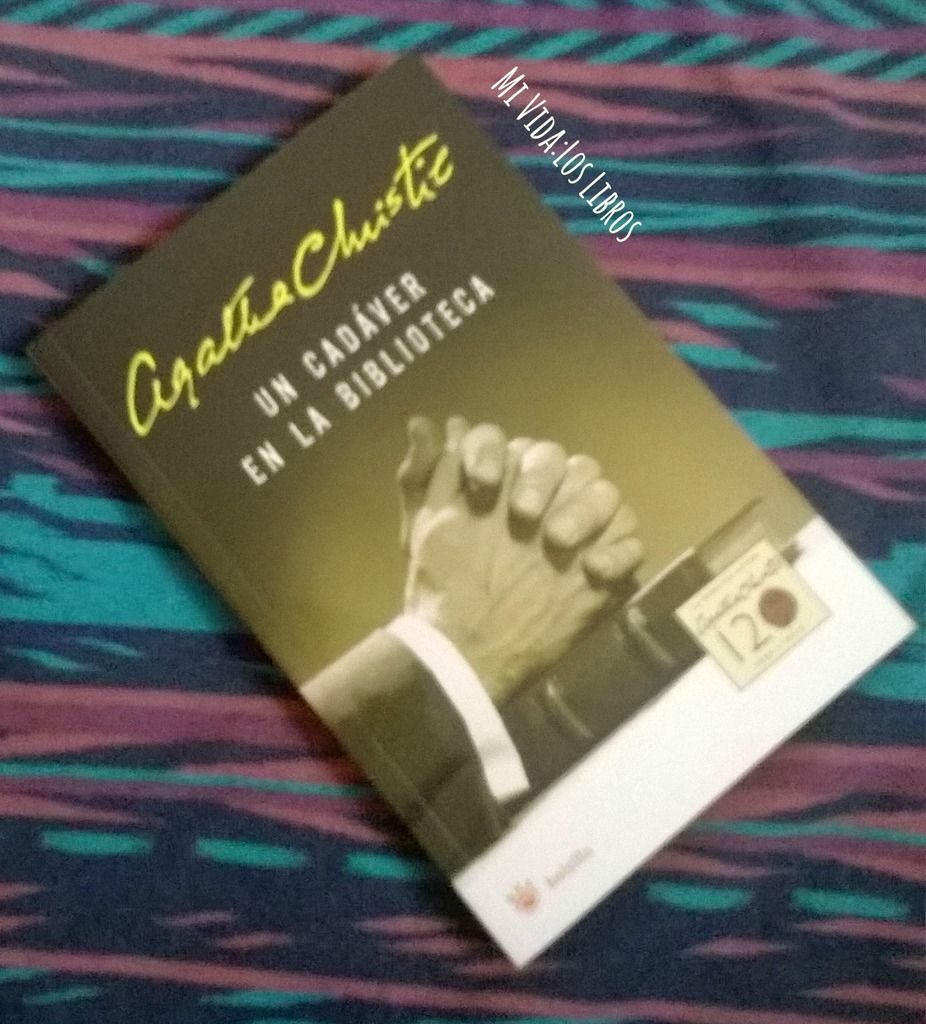 Mi Vida: Los Libros
Agatha Christie
UN CADÁVER
EN LA BIBLIOTECA
120